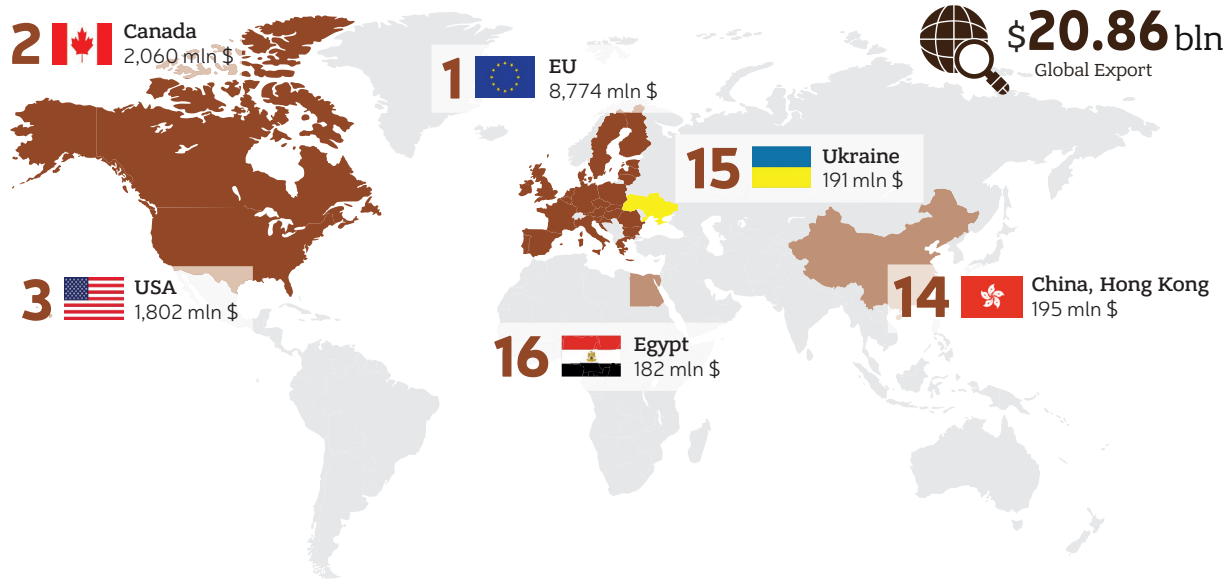 2
Canada
2,060 mln $
1
EU
8,774 mln $
$20.86 bln
Global Export
15
Ukraine
191 mln $
3
USA
1,802 mln $
14
China, Hong Kong
195 mln $
16
Egypt
182 mln $